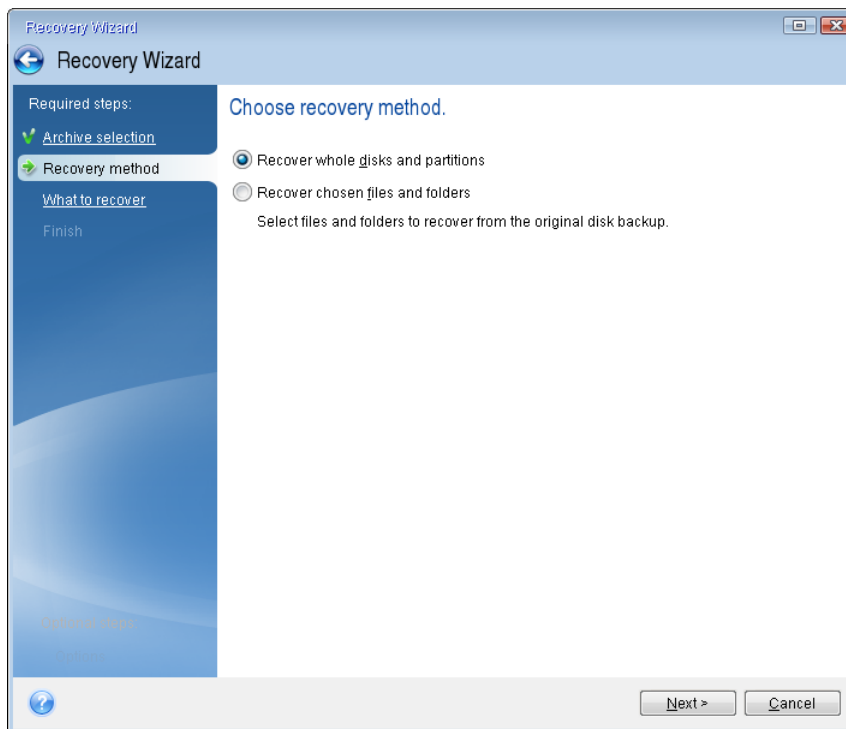 Recovery Wizard
Recovery Wizard
Required steps:
Archive selection
Recovery method
What to recover
Finish
Choose recovery method.
Recover whole disks and partitions
Recover chosen files and folders
Select files and folders to recover from the original disk backup.
steps
?
Next >
Cancel